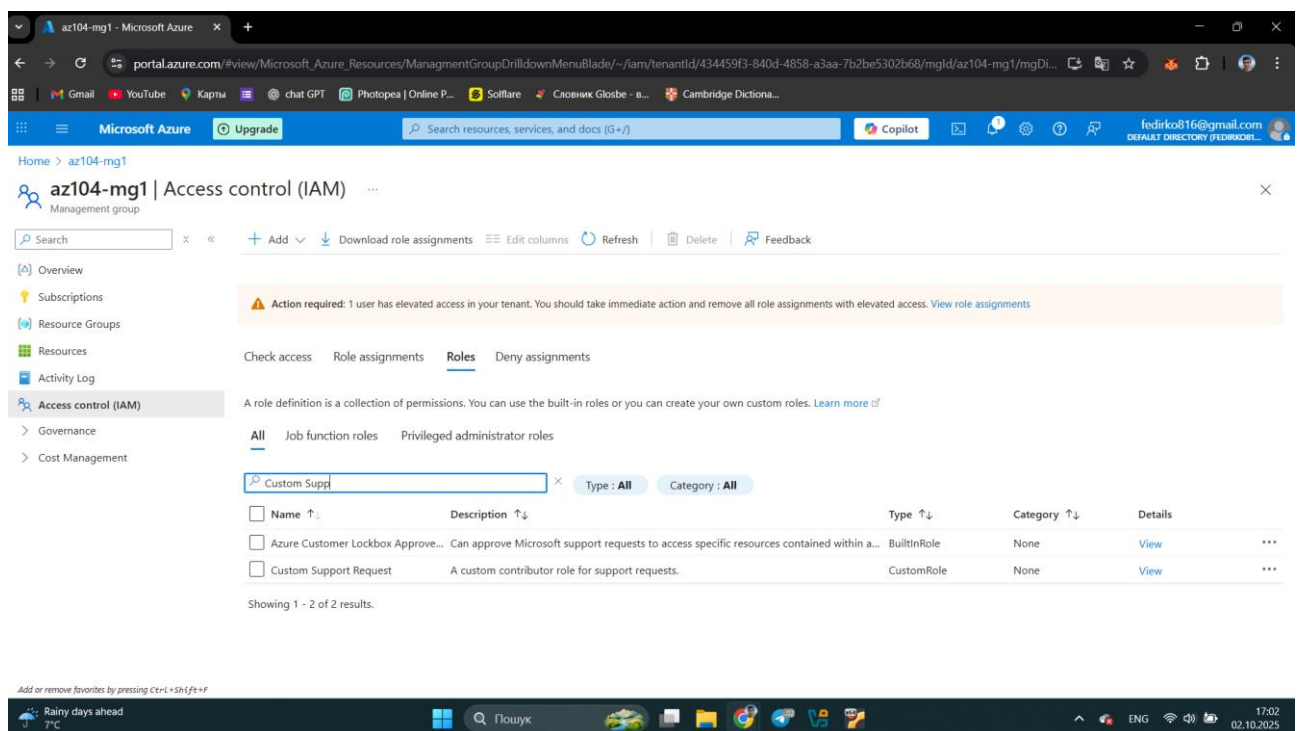 az104-mg1 - Microsoft Azure
portal.azure.com/#view/Microsoft_Azure_Resources/ManagmentGroupDrilldownMenuBlade/~/iam/tenantId/434459f3-840d-4858-a3aa-7b2be5302b68/mgId/az104-mg1/mgDi...
Gmail YouTube Карты chat GPT Photopea | Online P... Solflare Словник Glosbe - в... Cambridge Dictiona...
Microsoft Azure Upgrade Search resources, services, and docs (G+/) Copilot fedirko816@gmail.com
DEFAULT DIRECTORY (FEDIRKO81...
Home > az104-mg1
az104-mg1 | Access control (IAM) ...
Management group
Search + Add Download role assignments Edit columns Refresh Delete Feedback
Overview
Subscriptions
Action required: 1 user has elevated access in your tenant. You should take immediate action and remove all role assignments with elevated access. View role assignments
Resource Groups
Resources
Check access Role assignments Roles Deny assignments
Activity Log
Access control (IAM)
A role definition is a collection of permissions. You can use the built-in roles or you can create your own custom roles. Learn more
Governance
All Job function roles Privileged administrator roles
Cost Management
Custom Supp Type : All Category : All
Name ↑↓ Description ↑↓ Type ↑↓ Category ↑↓ Details
Azure Customer Lockbox Approve... Can approve Microsoft support requests to access specific resources contained within a... BuiltInRole None View ...
Custom Support Request A custom contributor role for support requests. CustomRole None View ...
Showing 1 - 2 of 2 results.
Add or remove favorites by pressing Ctrl+Shift+F
Rainy days ahead
7°C
Пошук
ENG
17:02
02.10.2025